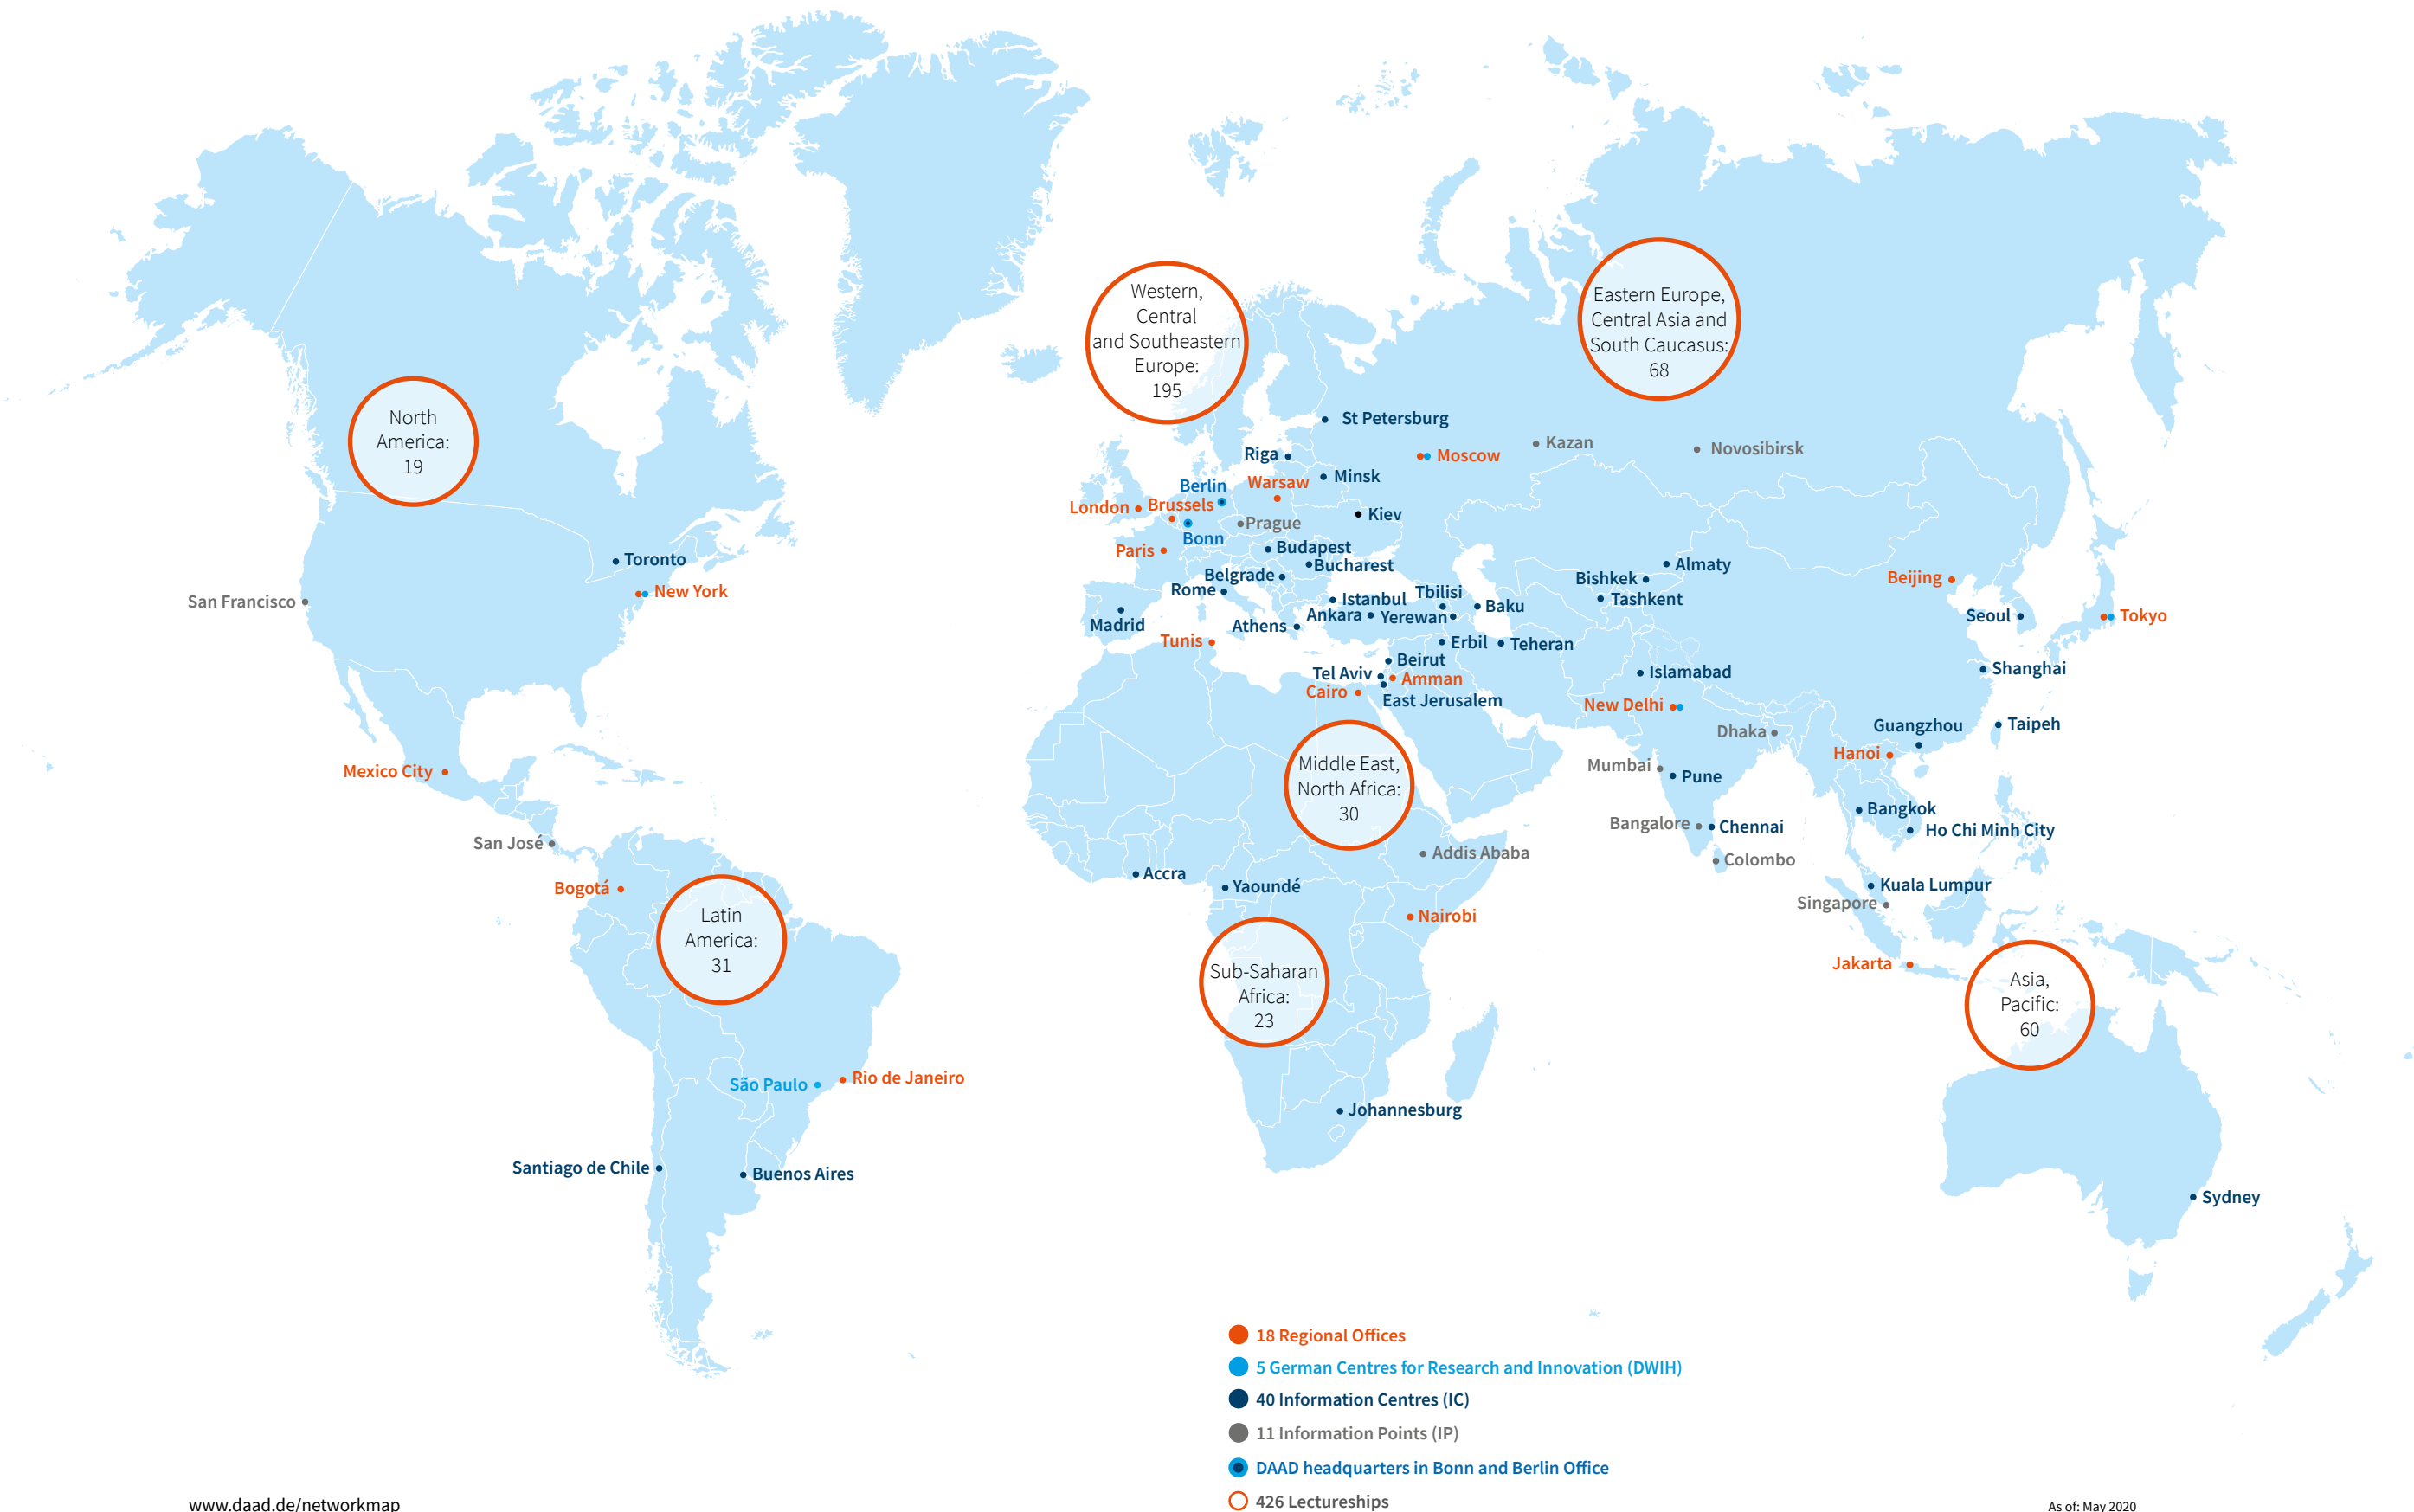 Western,
Central
and Southeastern
Europe:
195
Eastern Europe,
Central Asia and
South Caucasus:
68
North
America:
19
St Petersburg
Kazan
Novosibirsk
Riga
Moscow
Minsk
Berlin
Warsaw
London
Brussels
Prague
Kiev
Bonn
Paris
Budapest
Toronto
Bucharest
Almaty
Belgrade
Bishkek
Beijing
Rome
New York
Tbilisi
San Francisco
Istanbul
Baku
Tashkent
Madrid
Ankara
Yerewan
Seoul
Tokyo
Athens
Tunis
Erbil
Teheran
Beirut
Shanghai
Tel Aviv
Amman
Islamabad
Cairo
East Jerusalem
New Delhi
Guangzhou
Taipeh
Dhaka
Hanoi
Middle East,
North Africa:
30
Mexico City
Mumbai
Pune
Bangkok
Bangalore
Chennai
Ho Chi Minh City
San José
Addis Ababa
Colombo
Accra
Yaoundé
Kuala Lumpur
Bogotá
Singapore
Latin
America:
31
Nairobi
Sub-Saharan
Africa:
23
Jakarta
Asia,
Pacific:
60
São Paulo
Rio de Janeiro
Johannesburg
Santiago de Chile
Buenos Aires
Sydney
18 Regional Offices
5 German Centres for Research and Innovation (DWIH)
40 Information Centres (IC)
11 Information Points (IP)
DAAD headquarters in Bonn and Berlin Office
426 Lectureships
www.daad.de/networkmap
As of: May 2020